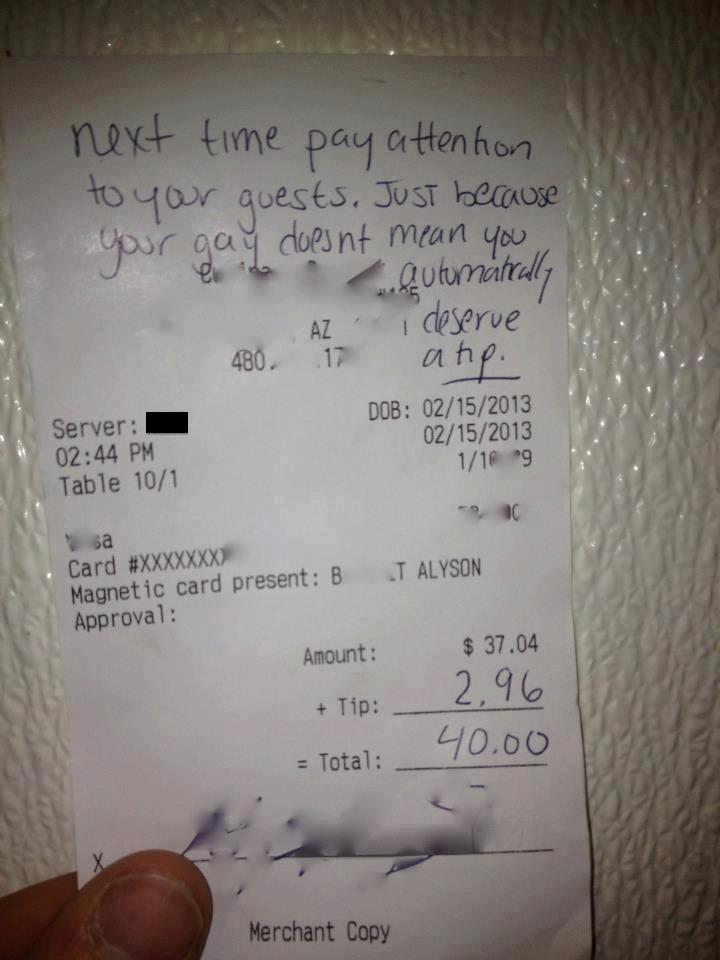 next time pay attention
to your guests. Just because
your gay doesnt mean you
automatically
AZ deserve
480. 17 a tip.
Server: DOB: 02/15/2013
02:44 PM 02/15/2013
Table 10/1
Card #XXXXXXXX
Magnetic card present: B T ALYSON
Approval:
Amount: $ 37.04
+ Tip: 2.96
= Total: 40.00
X
Merchant Copy